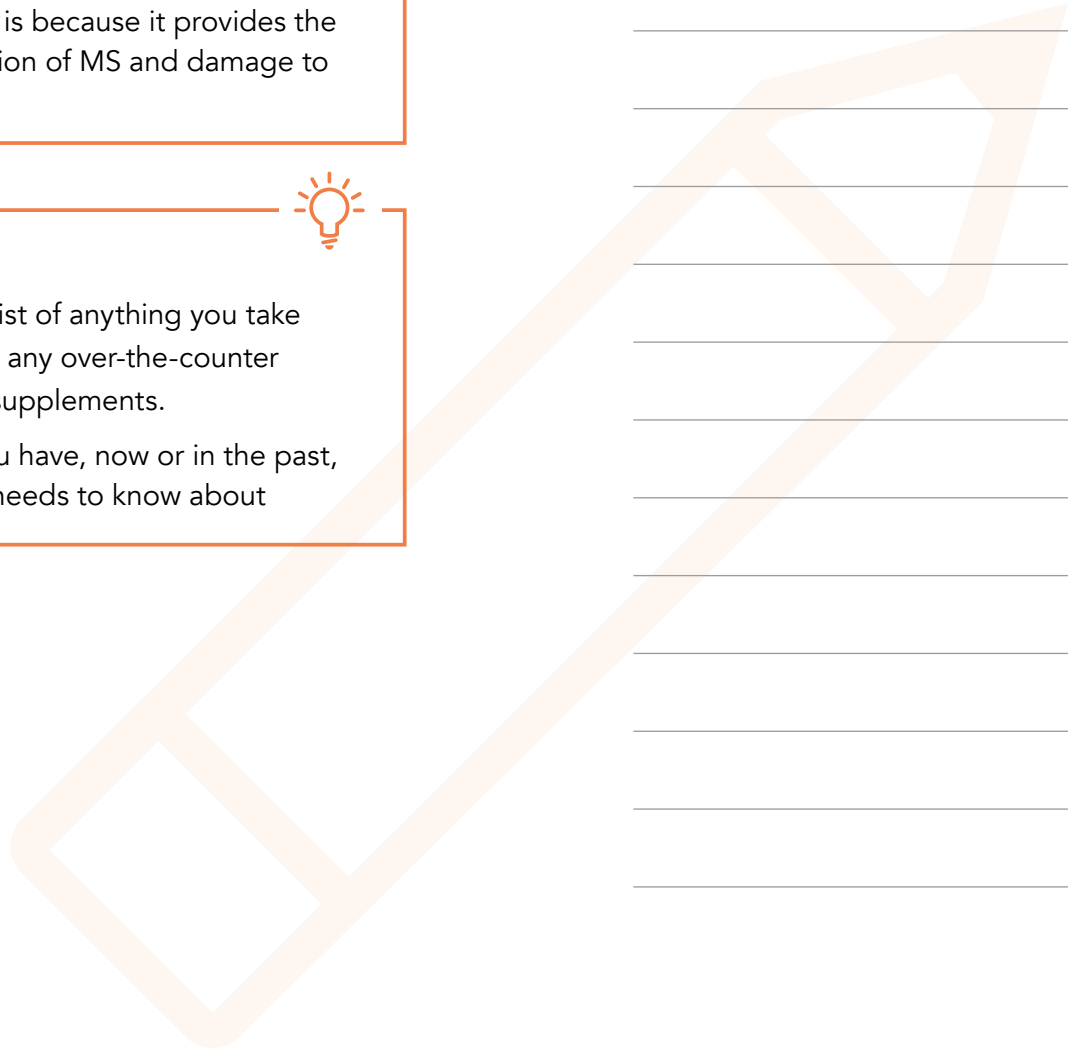 is because it provides the
ion of MS and damage to
ist of anything you take
any over-the-counter
supplements.
u have, now or in the past,
needs to know about